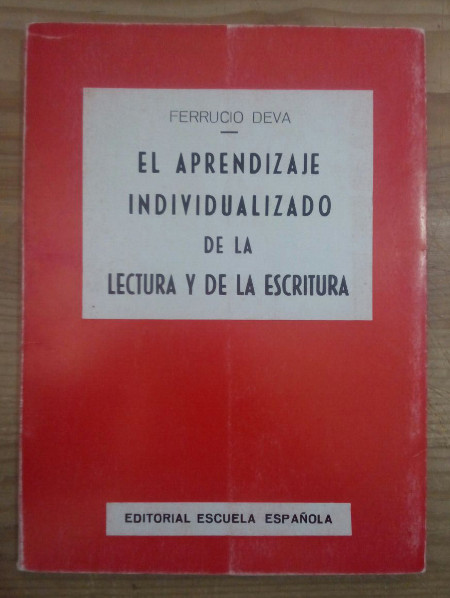 FERRUCIO DEVA
EL APRENDIZAJE
INDIVIDUALIZADO
DE LA
LECTURA Y DE LA ESCRITURA
EDITORIAL ESCUELA ESPAÑOLA